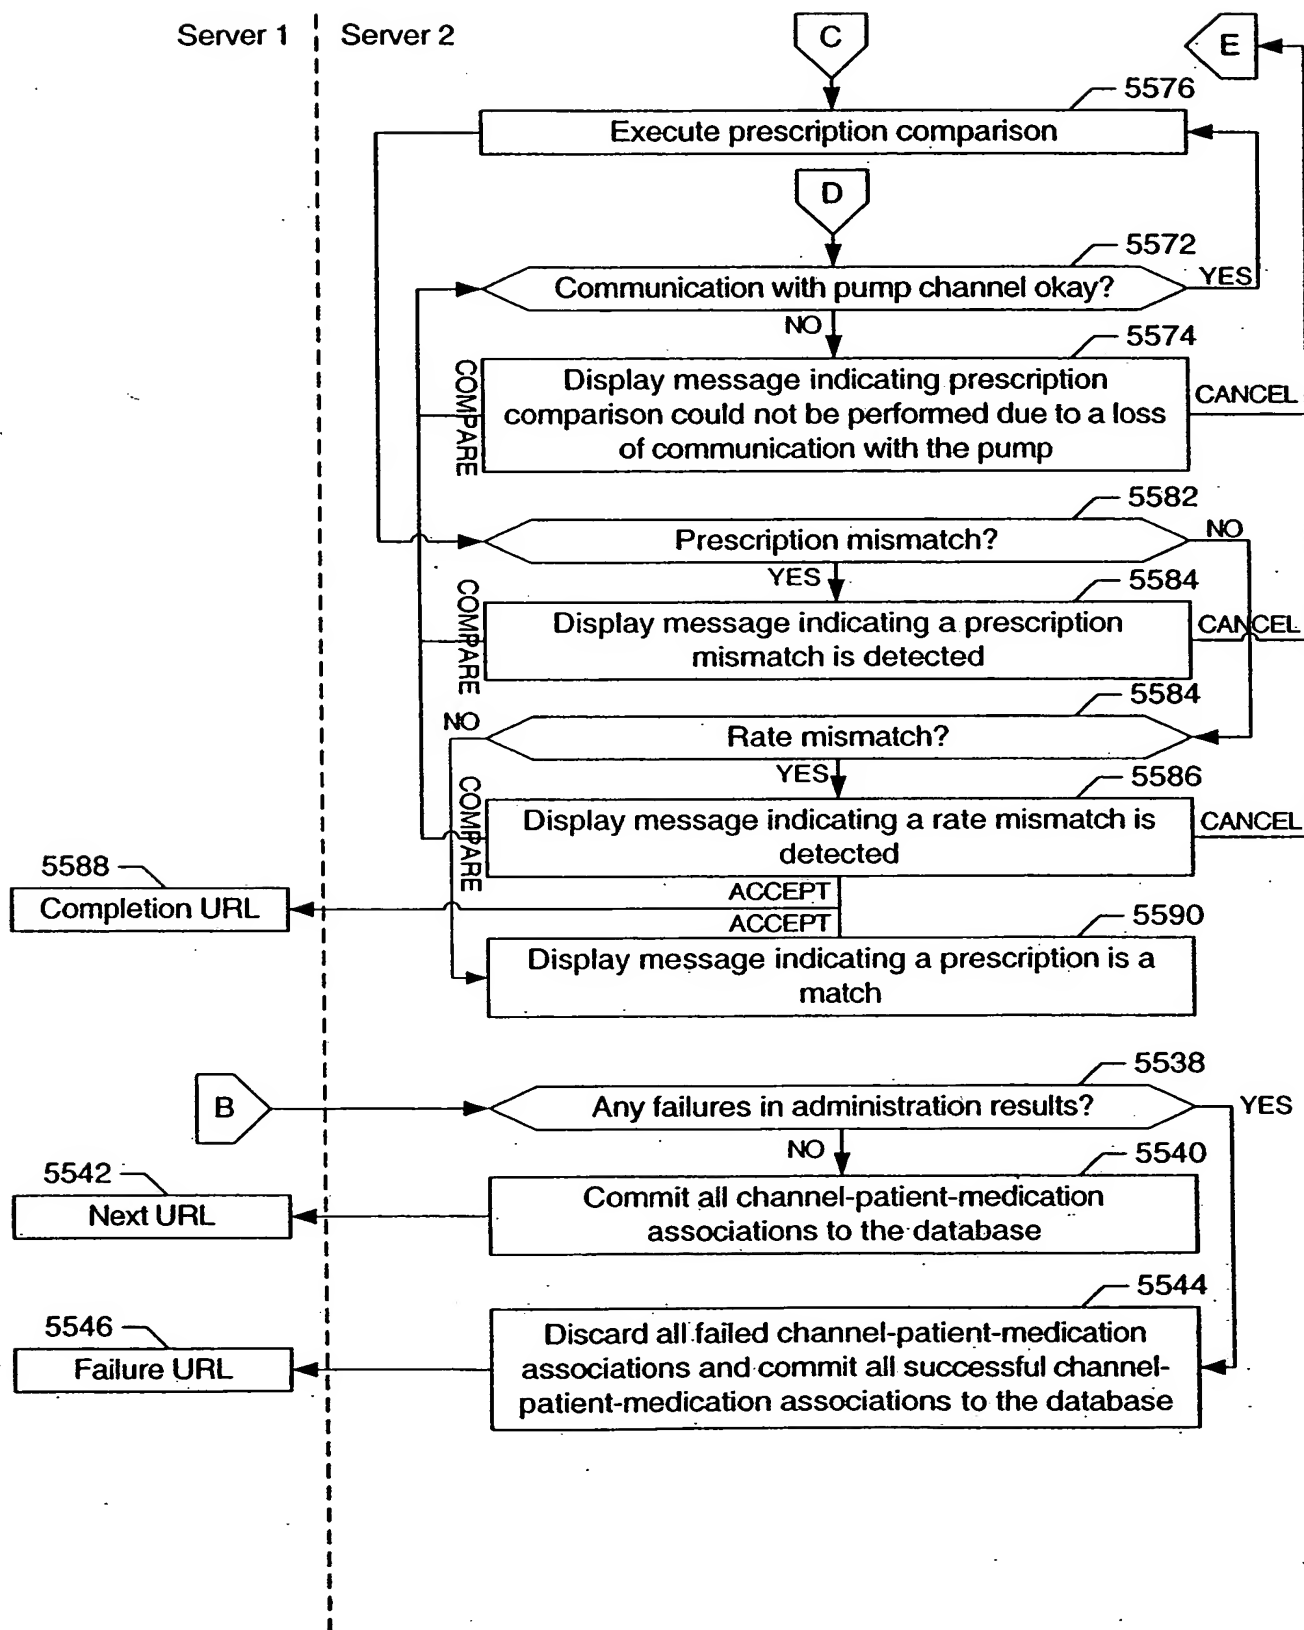 Server 1
Server 2
C
E
5576
Execute prescription comparison
D
5572
Communication with pump channel okay?
YES
NO
5574
COMPARE
Display message indicating prescription
comparison could not be performed due to a loss
of communication with the pump
CANCEL
5582
Prescription mismatch?
NO
YES
5584
COMPARE
Display message indicating a prescription
mismatch is detected
CANCEL
5584
NO
Rate mismatch?
YES
5586
COMPARE
Display message indicating a rate mismatch is
detected
CANCEL
5588
Completion URL
ACCEPT
ACCEPT
5590
Display message indicating a prescription is a
match
5538
B
Any failures in administration results?
YES
NO
5540
5542
Next URL
Commit all channel-patient-medication
associations to the database
5544
5546
Failure URL
Discard all failed channel-patient-medication
associations and commit all successful channel-
patient-medication associations to the database